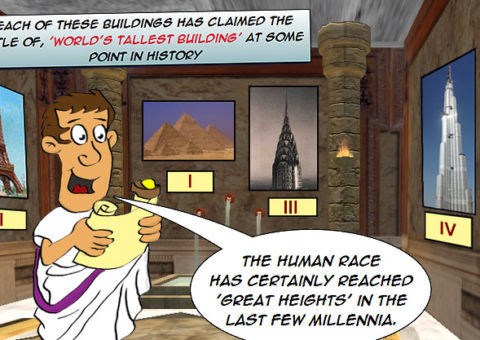 EACH OF THESE BUILDINGS HAS CLAIMED THE
TLE OF, 'WORLD'S TALLEST BUILDING' AT SOME
POINT IN HISTORY
I
I
III
IV
THE HUMAN RACE
HAS CERTAINLY REACHED
'GREAT HEIGHTS' IN THE
LAST FEW MILLENNIA.